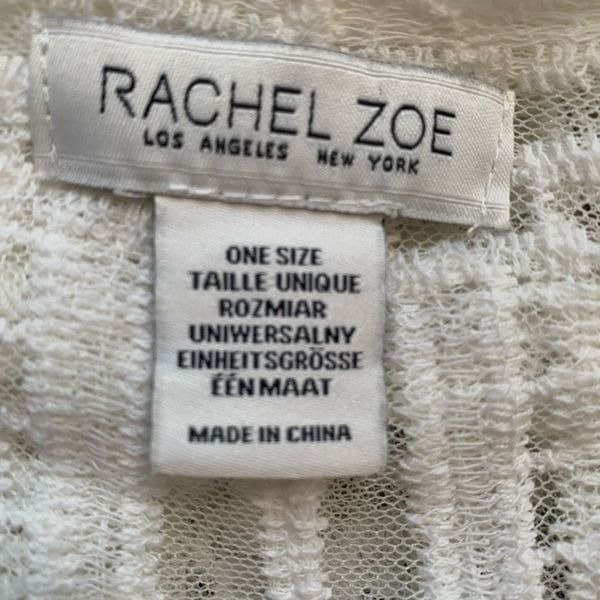 RACHEL ZOE
LOS ANGELES NEW YORK
ONE SIZE
TAILLE UNIQUE
ROZMIAR
UNIWERSALNY
EINHEITSGRÖSSE
ÉÉN MAAT
MADE IN CHINA